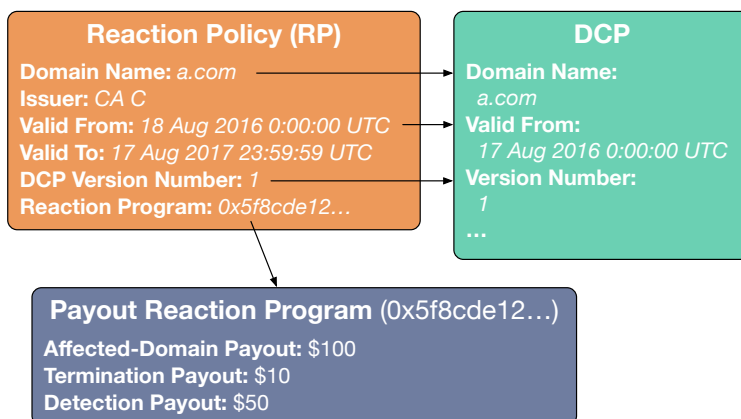 Reaction Policy (RP)
Domain Name: a.com
Issuer: CA C
Valid From: 18 Aug 2016 0:00:00 UTC
Valid To: 17 Aug 2017 23:59:59 UTC
DCP Version Number: 1
Reaction Program: 0x5f8cde12...
DCP
Domain Name:
a.com
Valid From:
17 Aug 2016 0:00:00 UTC
Version Number:
1
...
Payout Reaction Program (0x5f8cde12...)
Affected-Domain Payout: $100
Termination Payout: $10
Detection Payout: $50